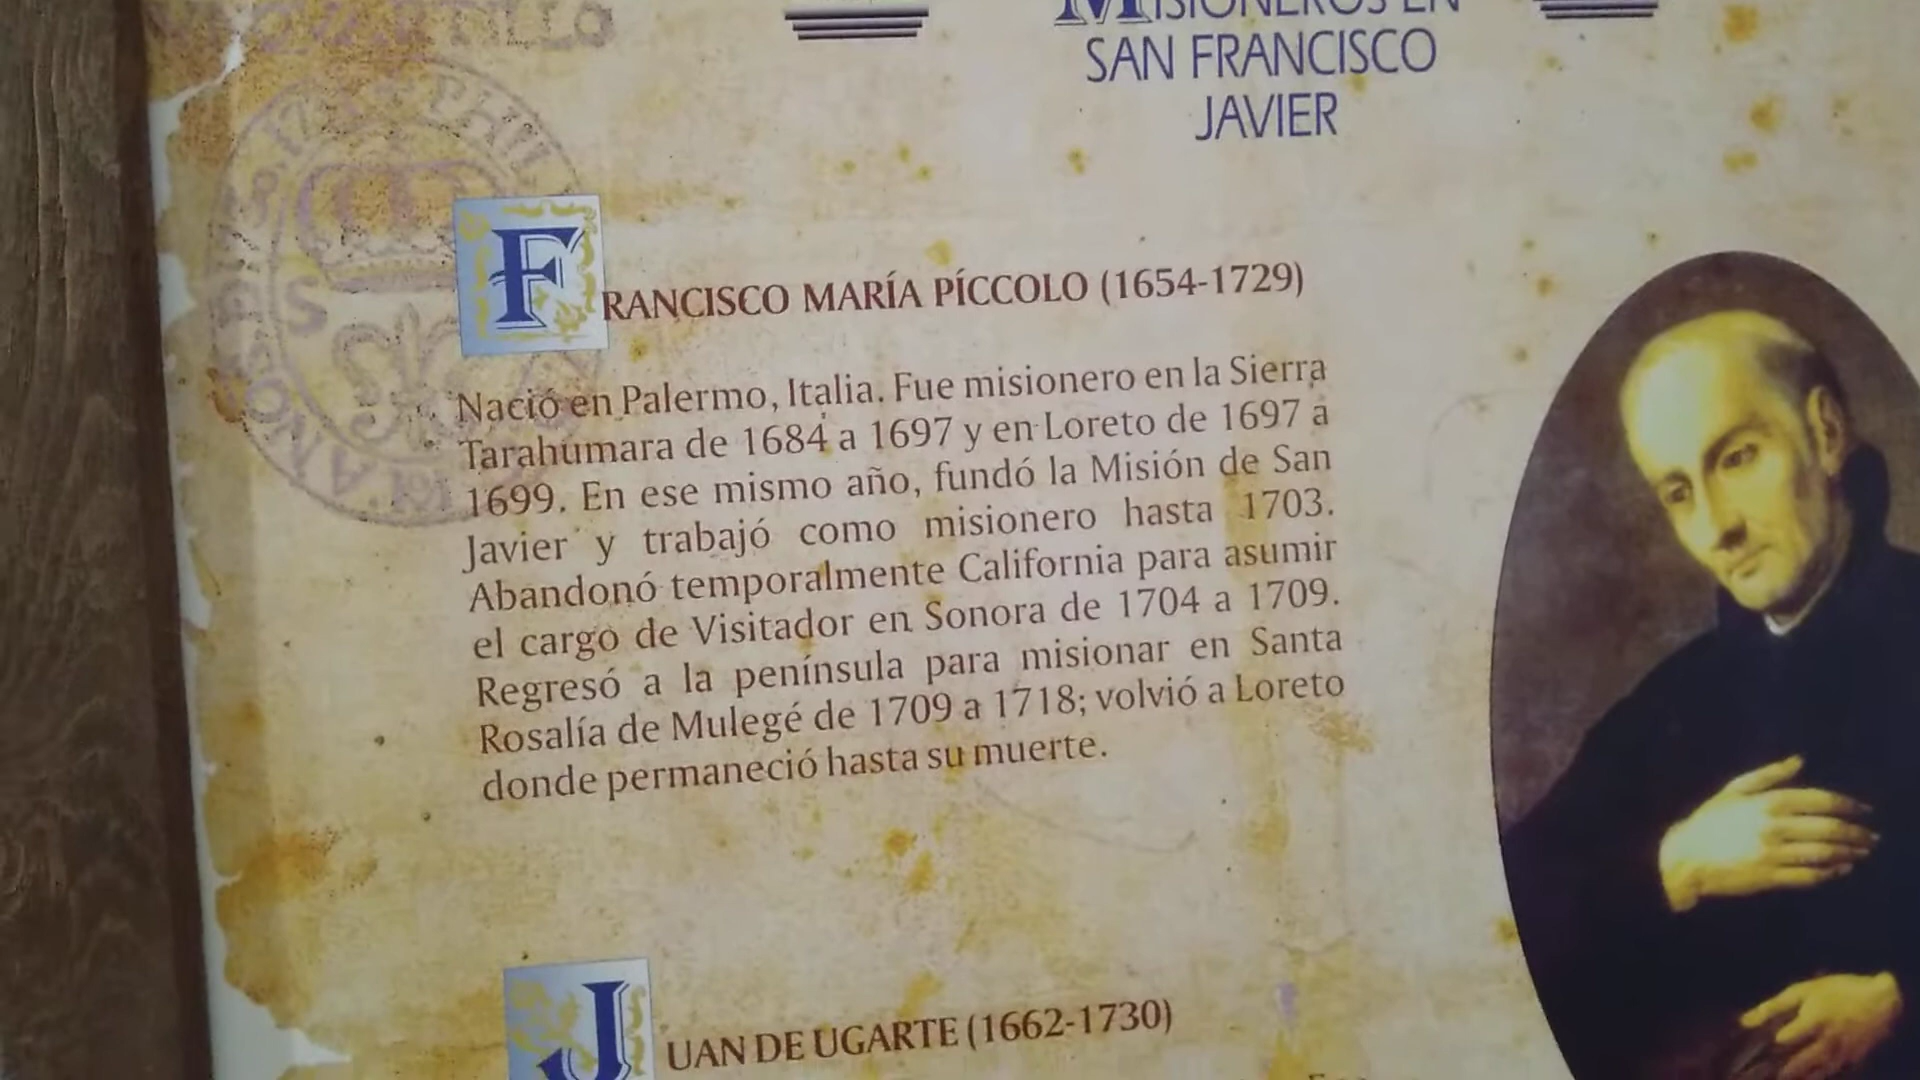 MISIONEROS EN
SAN FRANCISCO
JAVIER
FRANCISCO MARÍA PÍCCOLO (1654-1729)
Nació en Palermo, Italia. Fue misionero en la Sierra
Tarahumara de 1684 a 1697 y en Loreto de 1697 a
1699. En ese mismo año, fundó la Misión de San
Javier y trabajó como misionero hasta 1703.
Abandonó temporalmente California para asumir
el cargo de Visitador en Sonora de 1704 a 1709.
Regresó a la península para misionar en Santa
Rosalía de Mulegé de 1709 a 1718; volvió a Loreto
donde permaneció hasta su muerte.
JUAN DE UGARTE (1662-1730)